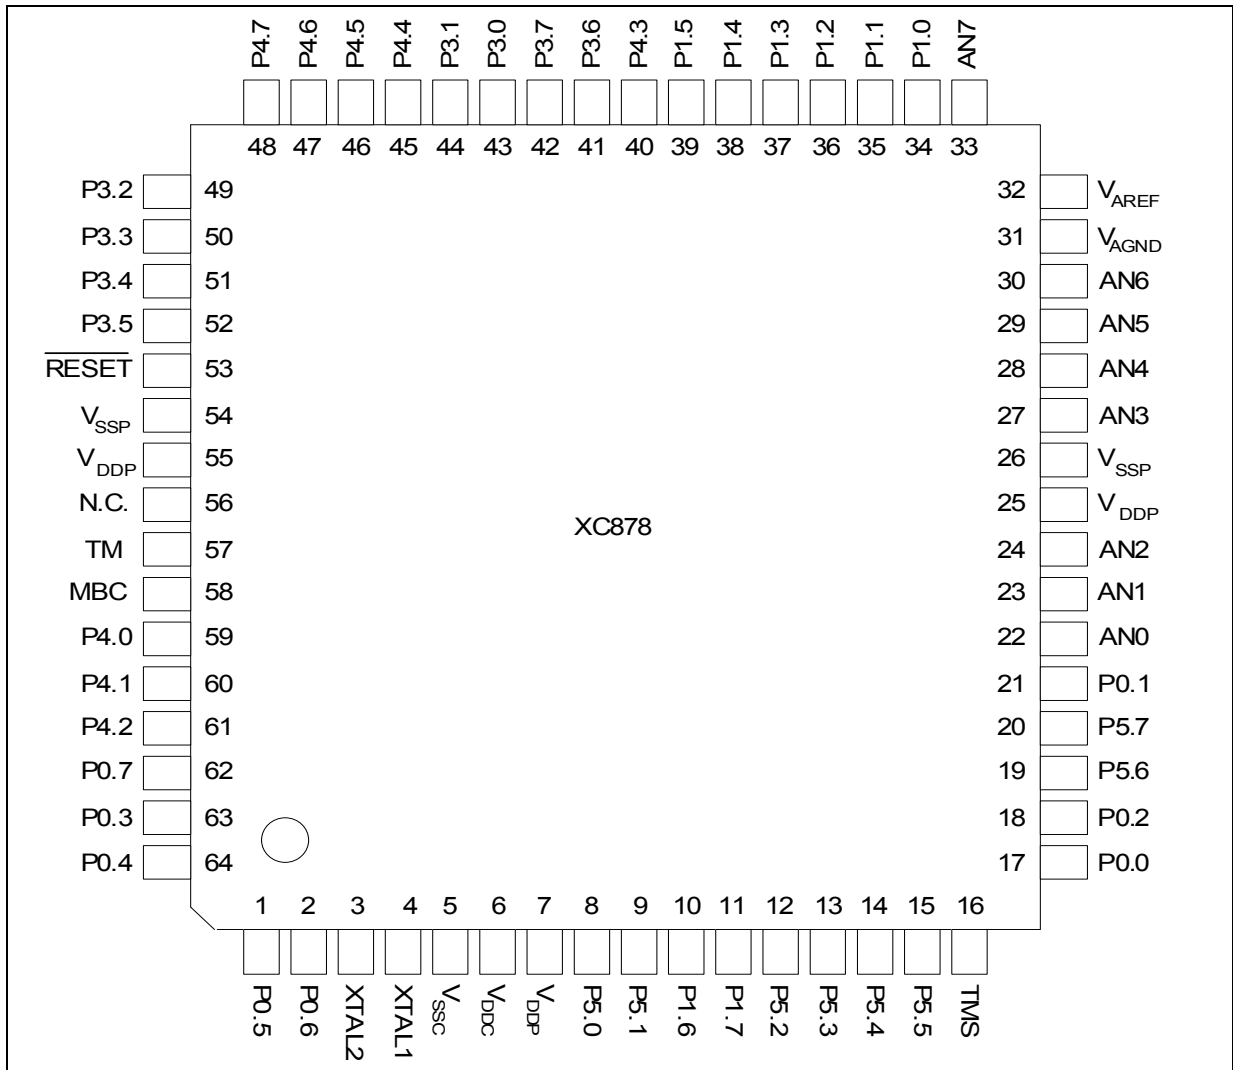 P4.7 P4.6 P4.5 P4.4 P3.1 P3.0 P3.7 P3.6 P4.3 P1.5 P1.4 P1.3 P1.2 P1.1 P1.0 AN7
48 47 46 45 44 43 42 41 40 39 38 37 36 35 34 33
P3.2 49 32 VAREF
P3.3 50 31 VAGND
P3.4 51 30 AN6
P3.5 52 29 AN5
RESET 53 28 AN4
VSSP 54 27 AN3
VDDP 55 26 VSSP
N.C. 56 25 VDDP
XC878
TM 57 24 AN2
MBC 58 23 AN1
P4.0 59 22 AN0
P4.1 60 21 P0.1
P4.2 61 20 P5.7
P0.7 62 19 P5.6
P0.3 63 18 P0.2
P0.4 64 17 P0.0
1 2 3 4 5 6 7 8 9 10 11 12 13 14 15 16
P0.5 P0.6 XTAL2 XTAL1 VSSC VDDC VDDP P5.0 P5.1 P1.6 P1.7 P5.2 P5.3 P5.4 P5.5 TMS